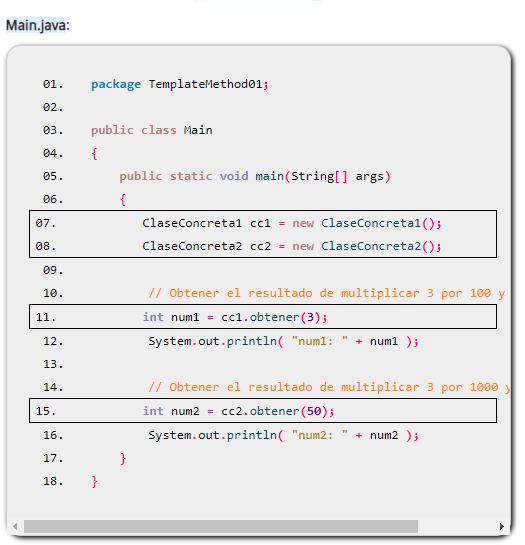 Main.java:
01. package TemplateMethod01;
02.
03. public class Main
04. {
05. public static void main(String[] args)
06. {
07. ClaseConcreta1 cc1 = new ClaseConcreta1();
08. ClaseConcreta2 cc2 = new ClaseConcreta2();
09.
10. // Obtener el resultado de multiplicar 3 por 100 y
11. int num1 = cc1.obtener(3);
12. System.out.println( "num1: " + num1 );
13.
14. // Obtener el resultado de multiplicar 3 por 1000 y
15. int num2 = cc2.obtener(50);
16. System.out.println( "num2: " + num2 );
17. }
18. }